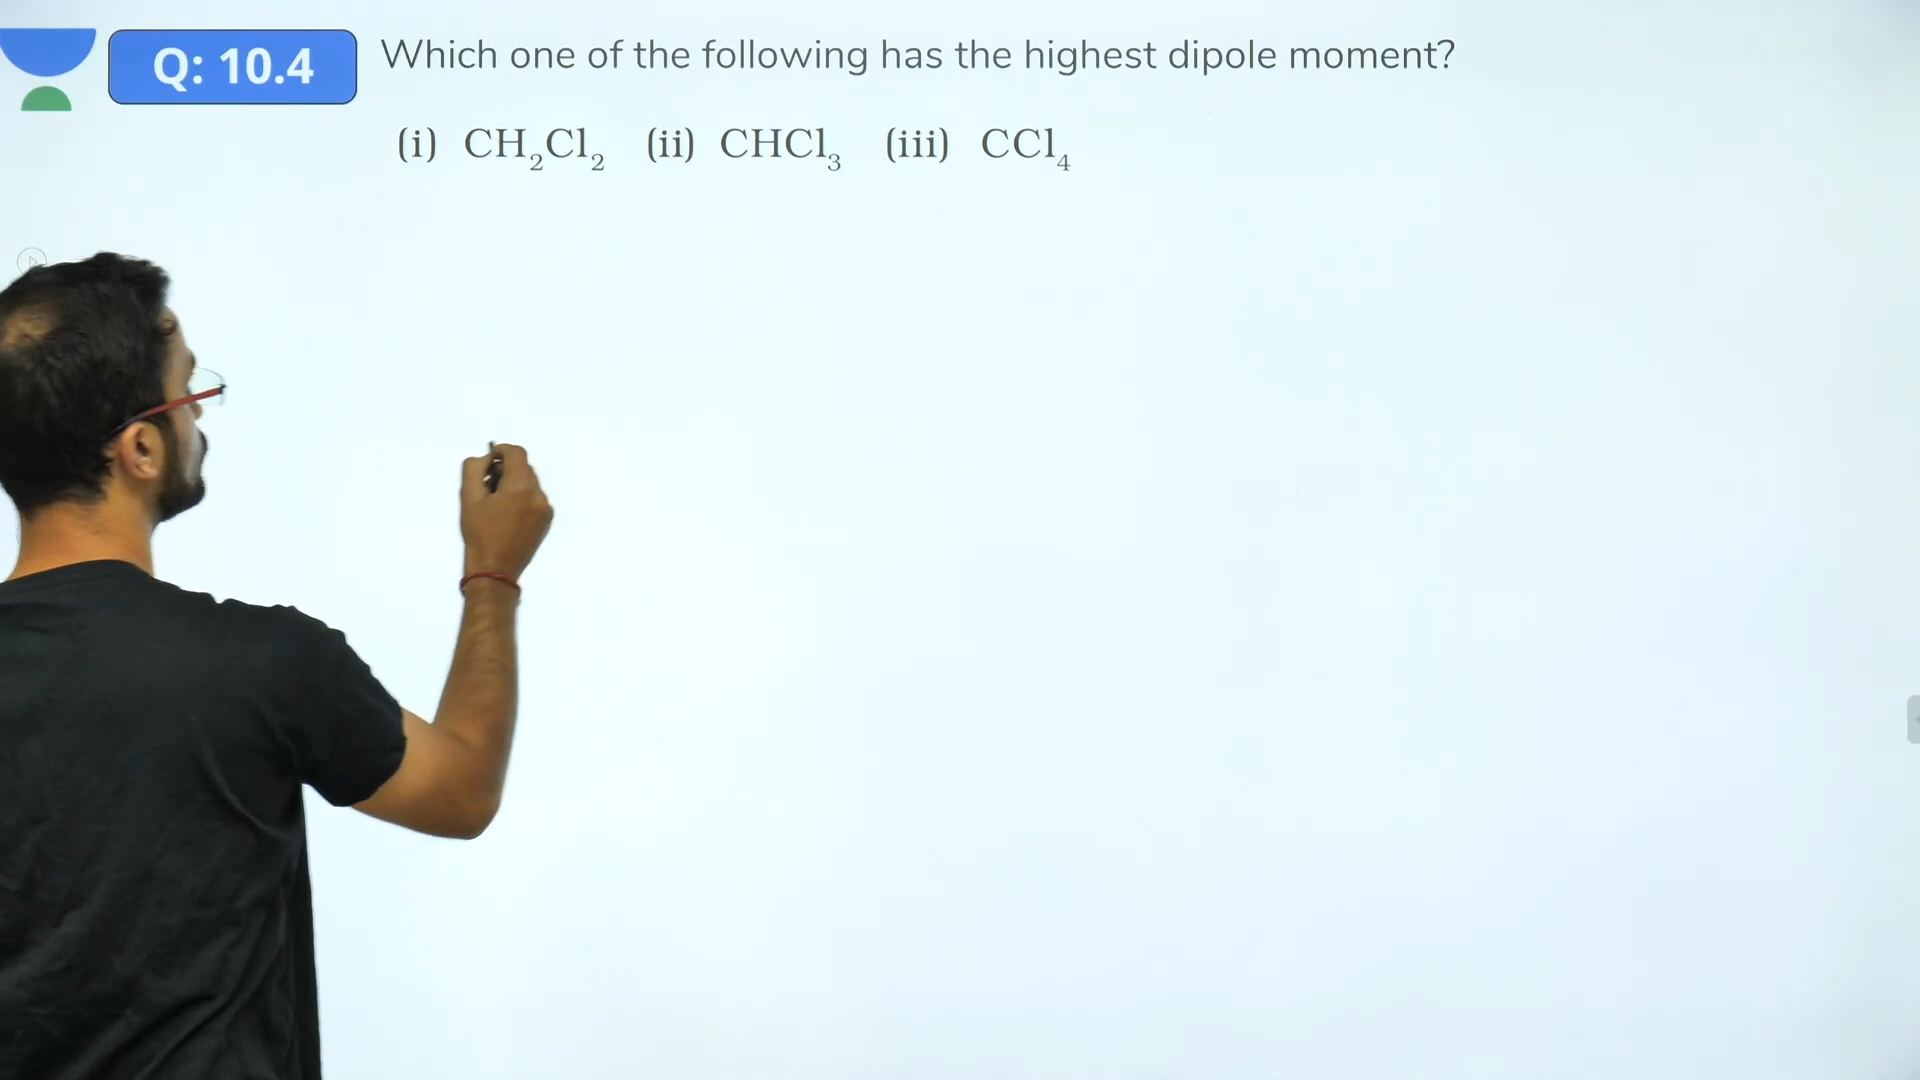 Q: 10.4 Which one of the following has the highest dipole moment?
(i) CH₂Cl₂ (ii) CHCl₃ (iii) CCl₄